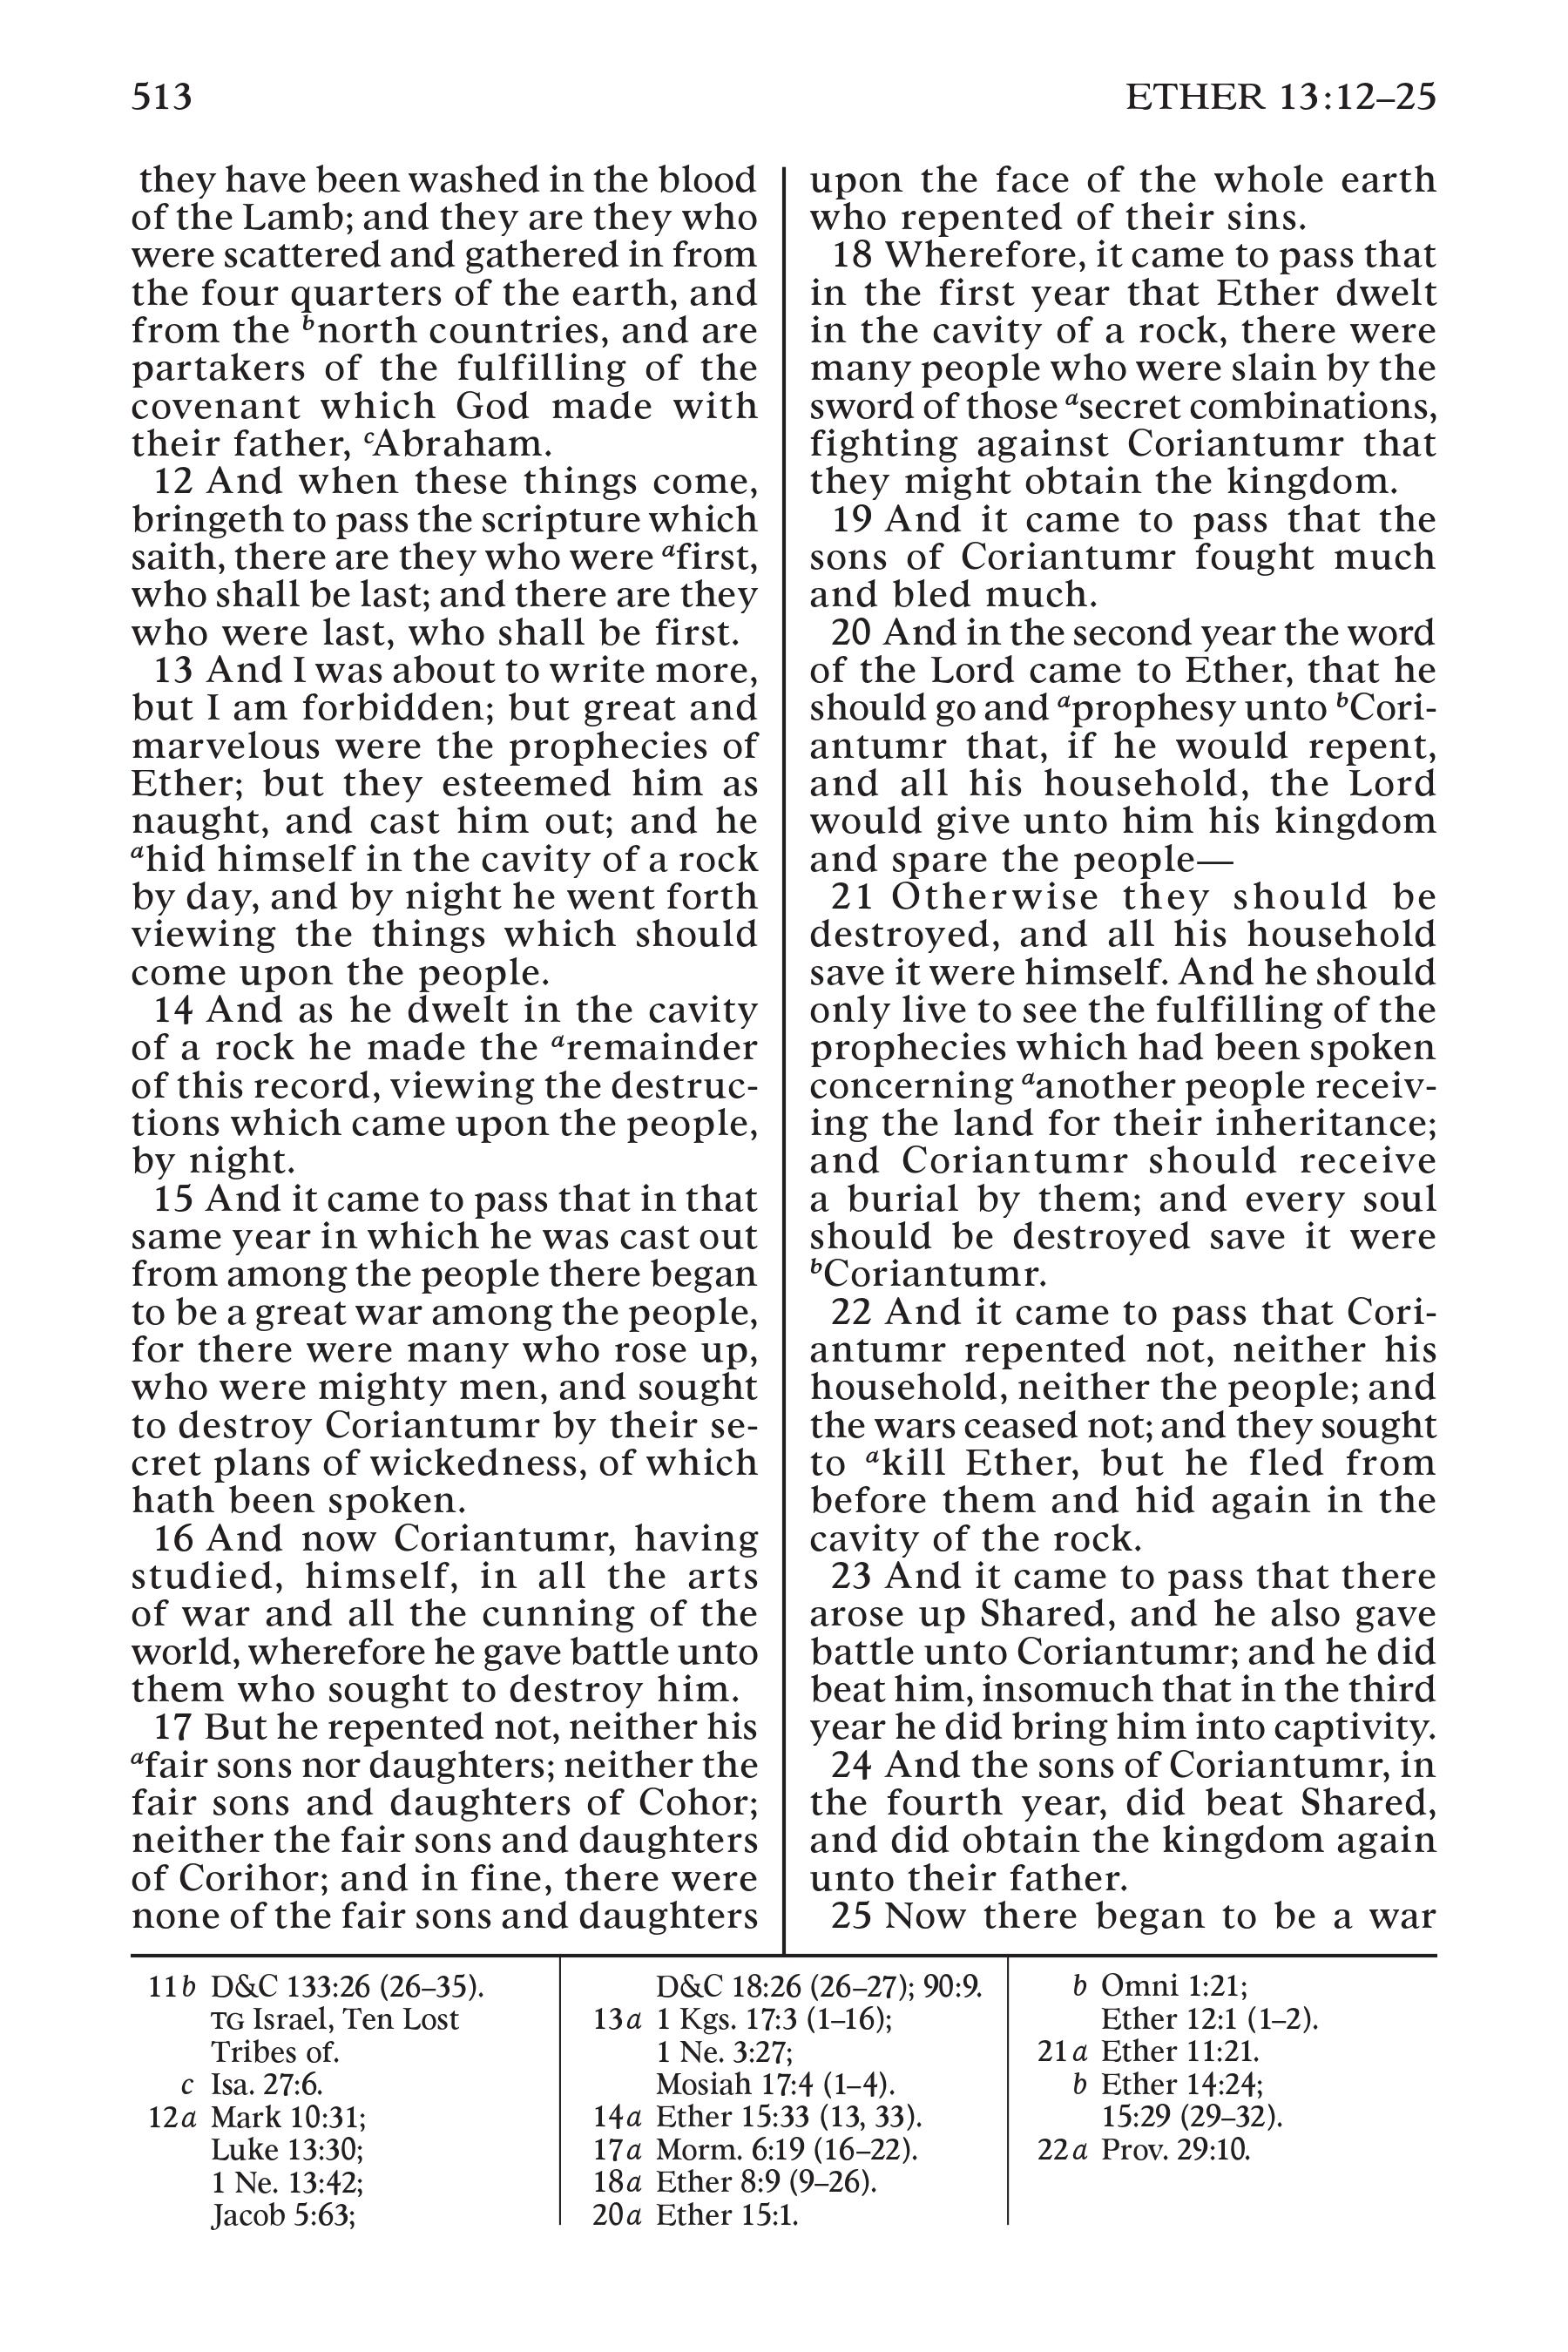 513
ETHER 13:12–25
they have been washed in the blood
of the Lamb; and they are they who
were scattered and gathered in from
the four quarters of the earth, and
from the bnorth countries, and are
partakers of the fulfilling of the
covenant which God made with
their father, cAbraham.
12 And when these things come,
bringeth to pass the scripture which
saith, there are they who were afirst,
who shall be last; and there are they
who were last, who shall be first.
13 And I was about to write more,
but I am forbidden; but great and
marvelous were the prophecies of
Ether; but they esteemed him as
naught, and cast him out; and he
ahid himself in the cavity of a rock
by day, and by night he went forth
viewing the things which should
come upon the people.
14 And as he dwelt in the cavity
of a rock he made the aremainder
of this record, viewing the destruc-
tions which came upon the people,
by night.
15 And it came to pass that in that
same year in which he was cast out
from among the people there began
to be a great war among the people,
for there were many who rose up,
who were mighty men, and sought
to destroy Coriantumr by their se-
cret plans of wickedness, of which
hath been spoken.
16 And now Coriantumr, having
studied, himself, in all the arts
of war and all the cunning of the
world, wherefore he gave battle unto
them who sought to destroy him.
17 But he repented not, neither his
afair sons nor daughters; neither the
fair sons and daughters of Cohor;
neither the fair sons and daughters
of Corihor; and in fine, there were
none of the fair sons and daughters
upon the face of the whole earth
who repented of their sins.
18 Wherefore, it came to pass that
in the first year that Ether dwelt
in the cavity of a rock, there were
many people who were slain by the
sword of those asecret combinations,
fighting against Coriantumr that
they might obtain the kingdom.
19 And it came to pass that the
sons of Coriantumr fought much
and bled much.
20 And in the second year the word
of the Lord came to Ether, that he
should go and aprophesy unto bCori-
antumr that, if he would repent,
and all his household, the Lord
would give unto him his kingdom
and spare the people—
21 Otherwise they should be
destroyed, and all his household
save it were himself. And he should
only live to see the fulfilling of the
prophecies which had been spoken
concerning aanother people receiv-
ing the land for their inheritance;
and Coriantumr should receive
a burial by them; and every soul
should be destroyed save it were
bCoriantumr.
22 And it came to pass that Cori-
antumr repented not, neither his
household, neither the people; and
the wars ceased not; and they sought
to akill Ether, but he fled from
before them and hid again in the
cavity of the rock.
23 And it came to pass that there
arose up Shared, and he also gave
battle unto Coriantumr; and he did
beat him, insomuch that in the third
year he did bring him into captivity.
24 And the sons of Coriantumr, in
the fourth year, did beat Shared,
and did obtain the kingdom again
unto their father.
25 Now there began to be a war
11b D&C 133:26 (26–35).
TG Israel, Ten Lost
Tribes of.
c Isa. 27:6.
12a Mark 10:31;
Luke 13:30;
1 Ne. 13:42;
Jacob 5:63;
D&C 18:26 (26–27); 90:9.
13a 1 Kgs. 17:3 (1–16);
1 Ne. 3:27;
Mosiah 17:4 (1–4).
14a Ether 15:33 (13, 33).
17a Morm. 6:19 (16–22).
18a Ether 8:9 (9–26).
20a Ether 15:1.
b Omni 1:21;
Ether 12:1 (1–2).
21a Ether 11:21.
b Ether 14:24;
15:29 (29–32).
22a Prov. 29:10.